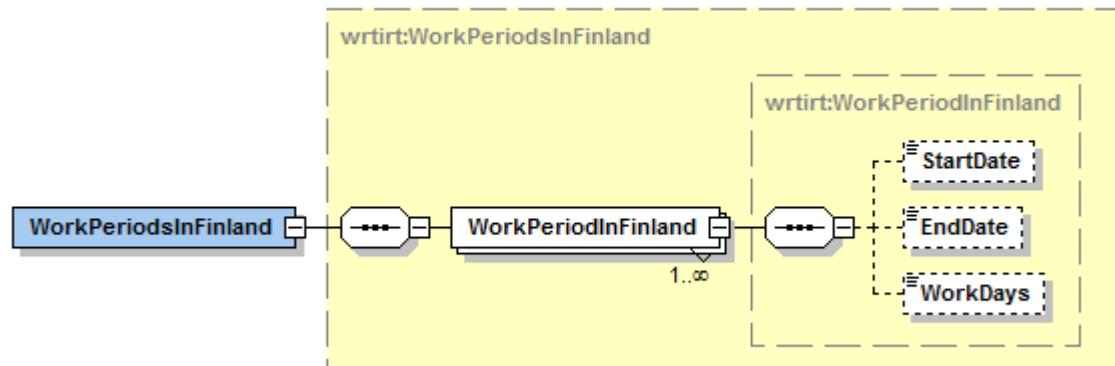 wrtirt:WorkPeriodsInFinland
wrtirt:WorkPeriodInFinland
StartDate
WorkPeriodsInFinland
WorkPeriodInFinland
EndDate
1..∞
WorkDays